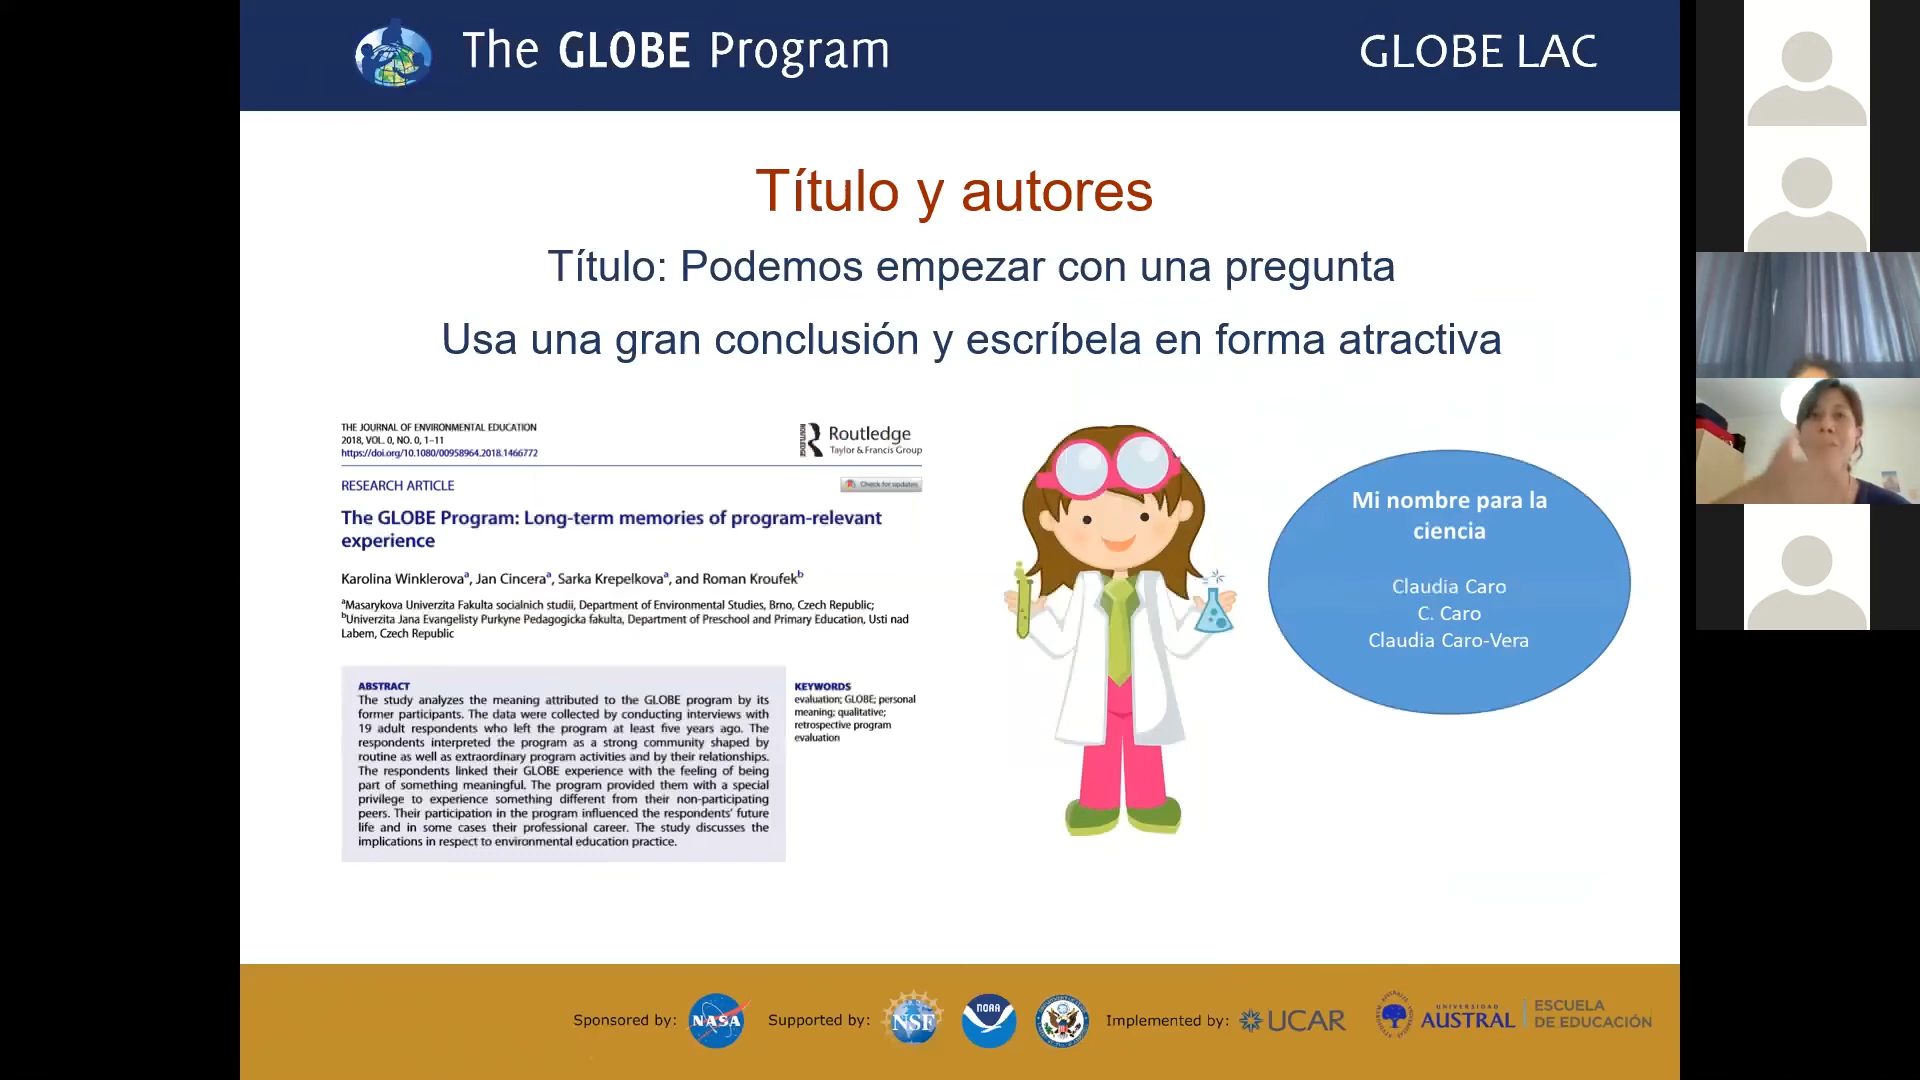 The GLOBE Program
GLOBE LAC
Título y autores
Título: Podemos empezar con una pregunta
Usa una gran conclusión y escríbela en forma atractiva
THE JOURNAL OF ENVIRONMENTAL EDUCATION
2018, VOL. 0, NO. 0, 1–11
https://doi.org/10.1080/00958964.2018.1466772
ROUTLEDGE
Routledge
Taylor & Francis Group
RESEARCH ARTICLE
Check for updates
The GLOBE Program: Long-term memories of program-relevant
experience
Karolina Winklerovaᵃ, Jan Cinceraᵃ, Sarka Krepelkovaᵃ, and Roman Kroufekᵇ
ᵃMasarykova Univerzita Fakulta socialnich studii, Department of Environmental Studies, Brno, Czech Republic;
ᵇUniverzita Jana Evangelisty Purkyne Pedagogicka fakulta, Department of Preschool and Primary Education, Usti nad
Labem, Czech Republic
ABSTRACT
The study analyzes the meaning attributed to the GLOBE program by its
former participants. The data were collected by conducting interviews with
19 adult respondents who left the program at least five years ago. The
respondents interpreted the program as a strong community shaped by
routine as well as extraordinary program activities and by their relationships.
The respondents linked their GLOBE experience with the feeling of being
part of something meaningful. The program provided them with a special
privilege to experience something different from their non-participating
peers. Their participation in the program influenced the respondents' future
life and in some cases their professional career. The study discusses the
implications in respect to environmental education practice.
KEYWORDS
evaluation; GLOBE; personal
meaning; qualitative;
retrospective program
evaluation
Mi nombre para la
ciencia
Claudia Caro
C. Caro
Claudia Caro-Vera
Sponsored by:
NASA
Supported by:
NSF
NOAA
Implemented by:
UCAR
UNIVERSIDAD
AUSTRAL
ESCUELA
DE EDUCACIÓN